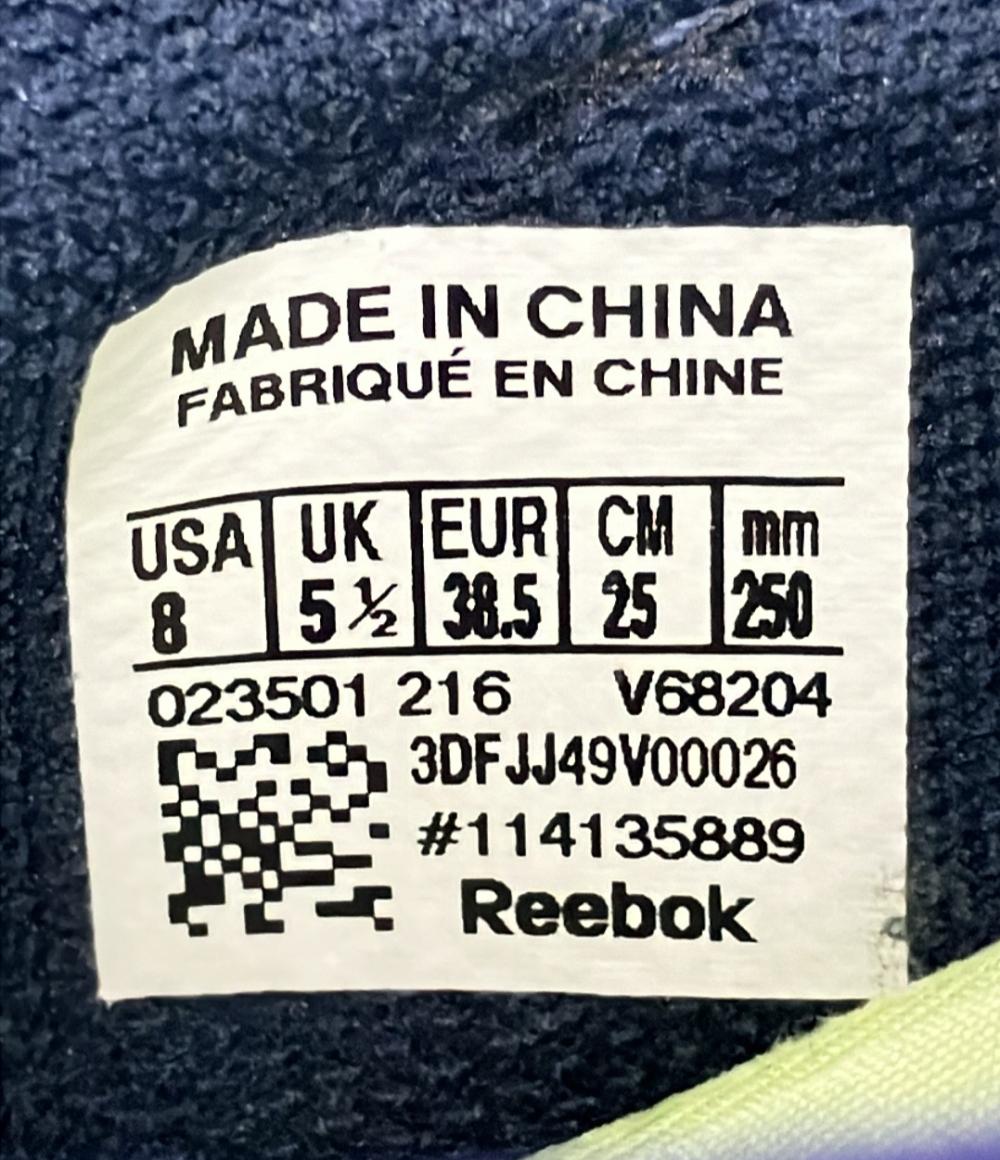 MADE IN CHINA
FABRIQUÉ EN CHINE
USA UK EUR CM mm
8 5 ½ 38.5 25 250
023501 216 V68204
3DFJJ49V00026
#114135889
Reebok